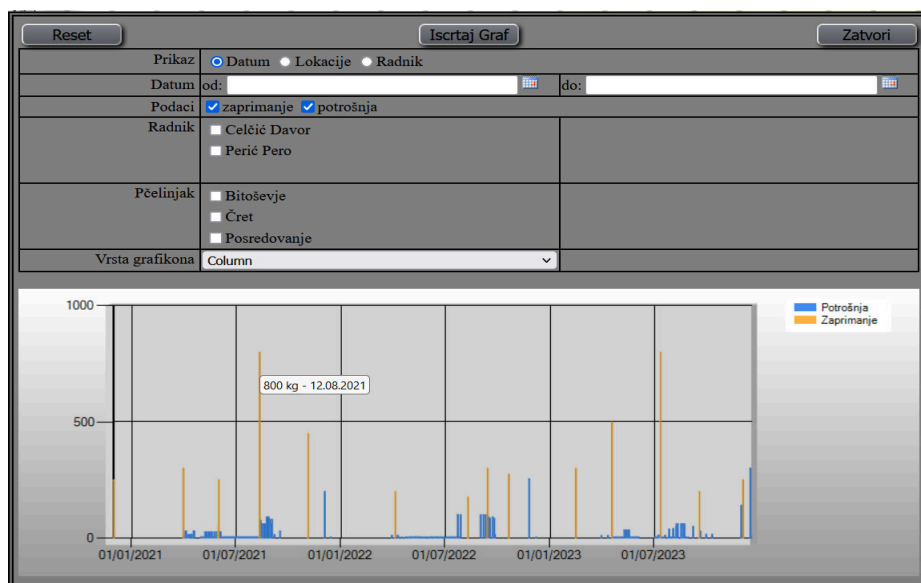 Reset Iscrtaj Graf Zatvori
Prikaz Datum Lokacije Radnik
Datum od: do:
Podaci zaprimanje potrošnja
Radnik Celčić Davor
Perić Pero
Pčelinjak Bitoševje
Čret
Posredovanje
Vrsta grafikona Column
1000
Potrošnja
Zaprimanje
800 kg - 12.08.2021
500
0
01/01/2021 01/07/2021 01/01/2022 01/07/2022 01/01/2023 01/07/2023